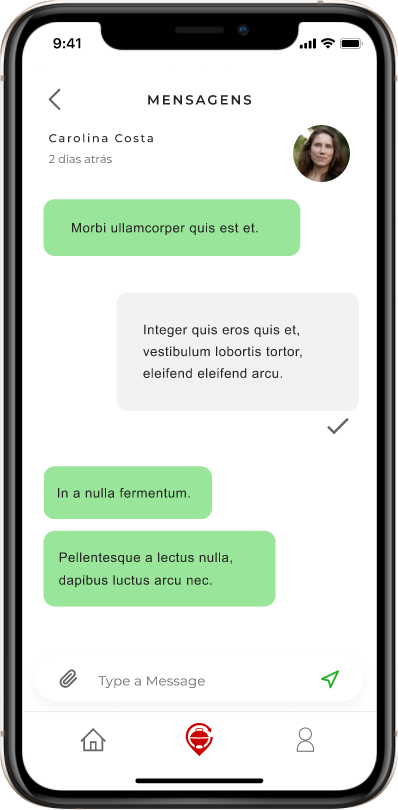 9:41
MENSAGENS
Carolina Costa
2 dias atrás
Morbi ullamcorper quis est et.
Integer quis eros quis et,
vestibulum lobortis tortor,
eleifend eleifend arcu.
In a nulla fermentum.
Pellentesque a lectus nulla,
dapibus luctus arcu nec.
Type a Message